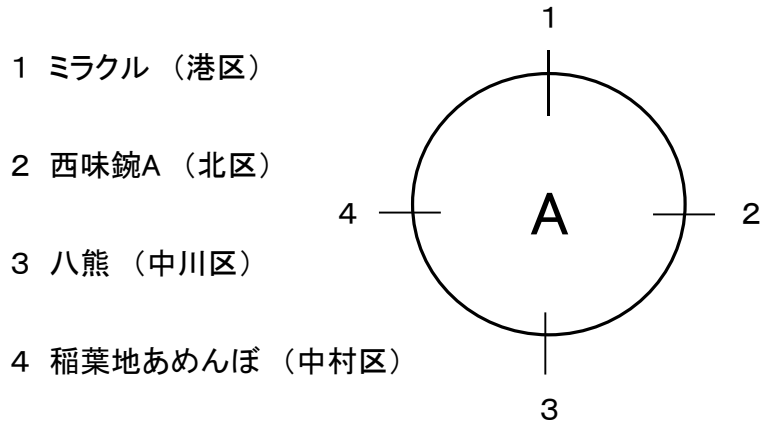 1 ミラクル （港区）
2 西味鋺A （北区）
3 八熊 （中川区）
4 稲葉地あめんぼ （中村区）
1
4
A
2
3